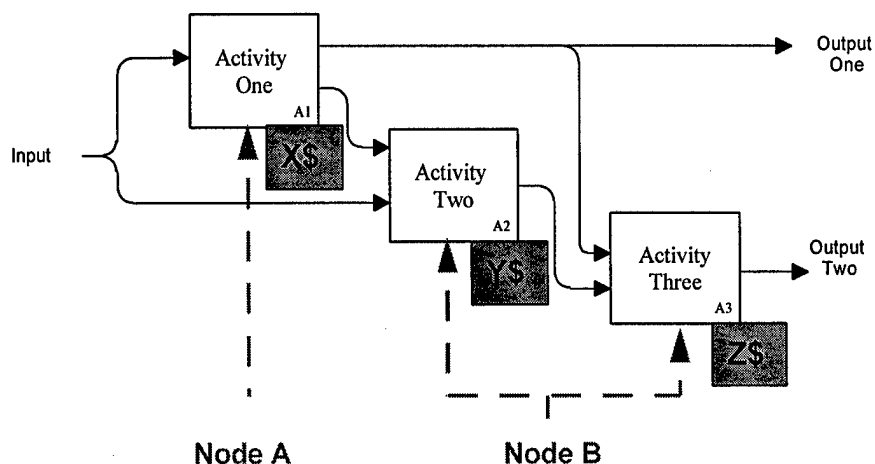 Activity
One
A1
X$
Output
One
Input
Activity
Two
A2
Y$
Activity
Three
A3
Z$
Output
Two
Node A
Node B